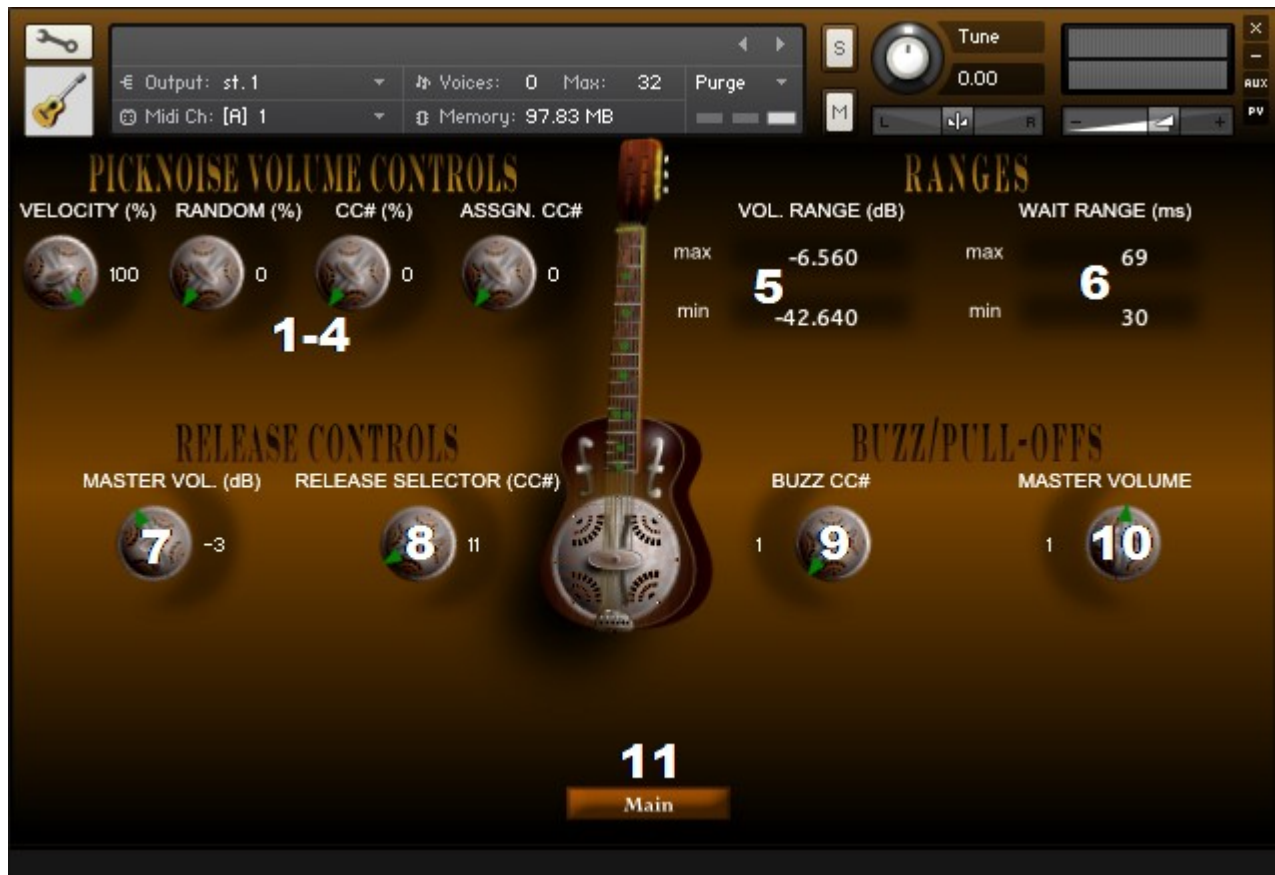 S
Tune
×
–
Output: st.1
Voices: 0 Max: 32
Purge
0.00
AUX
Midi Ch: [A] 1
Memory: 97.83 MB
M
L
R
–
+
PV
PICKNOISE VOLUME CONTROLS
VELOCITY (%) RANDOM (%) CC# (%) ASSGN. CC#
100 0 0 0
1-4
RANGES
VOL. RANGE (dB) WAIT RANGE (ms)
max -6.560 max 69
5 6
min -42.640 min 30
RELEASE CONTROLS
MASTER VOL. (dB) RELEASE SELECTOR (CC#)
7 -3 8 11
BUZZ/PULL-OFFS
BUZZ CC# MASTER VOLUME
1 9 1 10
11
Main